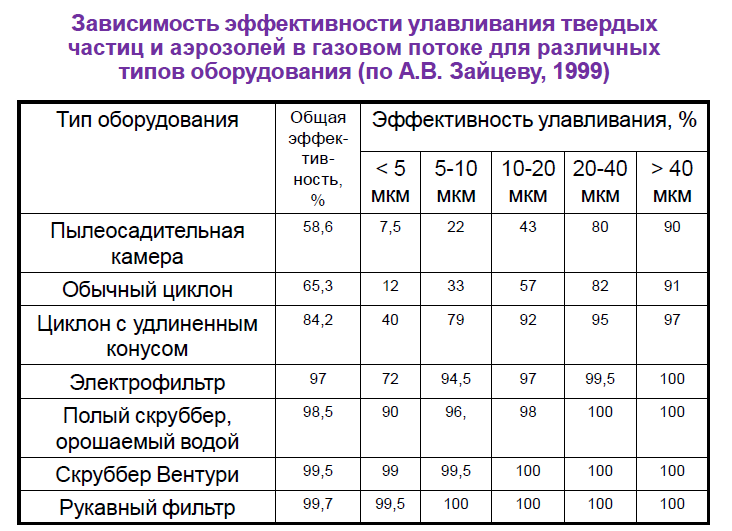 Зависимость эффективности улавливания твердых
частиц и аэрозолей в газовом потоке для различных
типов оборудования (по А.В. Зайцеву, 1999)
Тип оборудования
Общая
эффек-
тив-
ность,
%
Эффективность улавливания, %
< 5
мкм
5-10
мкм
10-20
мкм
20-40
мкм
> 40
мкм
Пылеосадительная
камера
58,6 7,5 22 43 80 90
Обычный циклон 65,3 12 33 57 82 91
Циклон с удлиненным
конусом
84,2 40 79 92 95 97
Электрофильтр 97 72 94,5 97 99,5 100
Полый скруббер,
орошаемый водой
98,5 90 96, 98 100 100
Скруббер Вентури 99,5 99 99,5 100 100 100
Рукавный фильтр 99,7 99,5 100 100 100 100